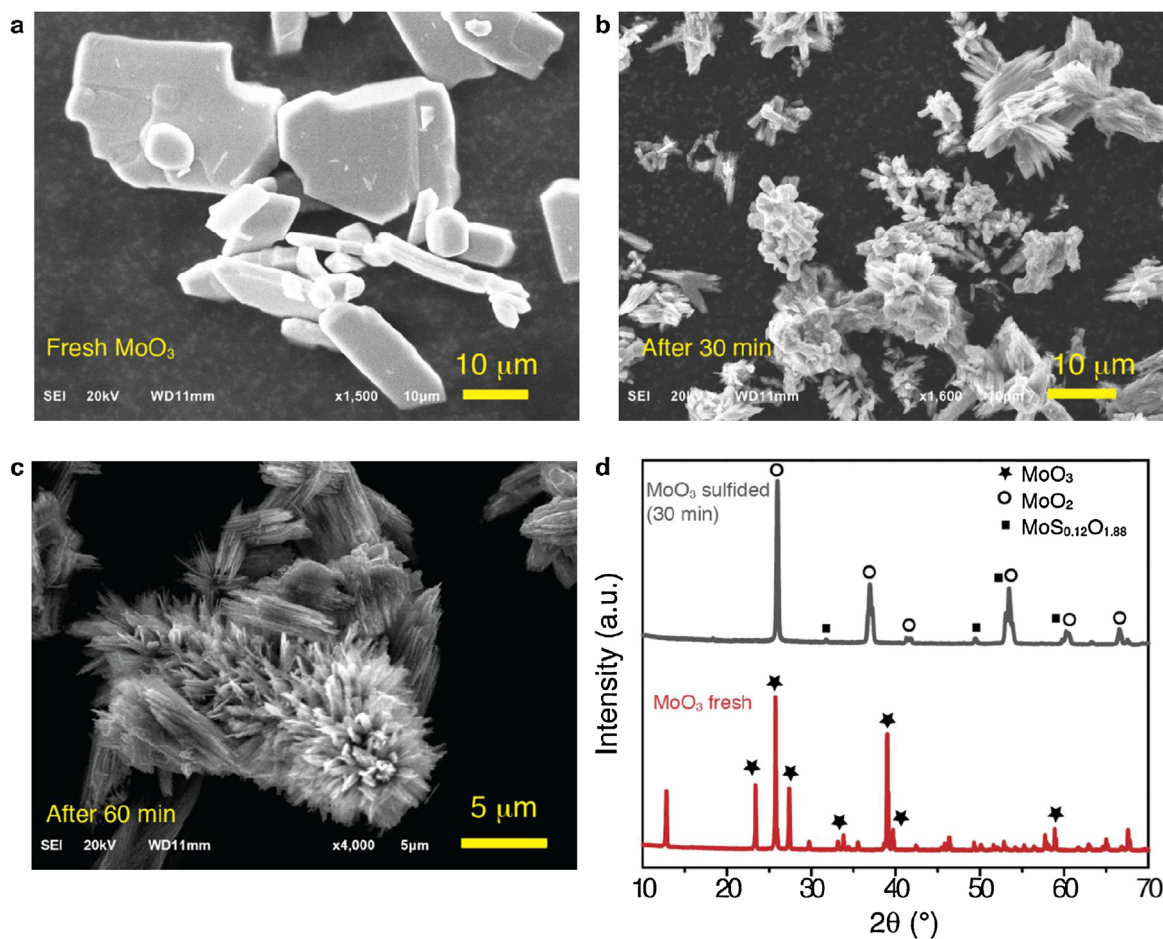 a
Fresh MoO₃
10 μm
SEI 20kV WD11mm x1,500 10μm
b
After 30 min
10 μm
SEI 20kV WD11mm x1,600 10μm
c
After 60 min
5 μm
SEI 20kV WD11mm x4,000 5μm
d
MoO₃ sulfided
(30 min)
★ MoO₃
○ MoO₂
■ MoS₀.₁₂O₁.₈₈
MoO₃ fresh
Intensity (a.u.)
10 20 30 40 50 60 70
2θ (°)